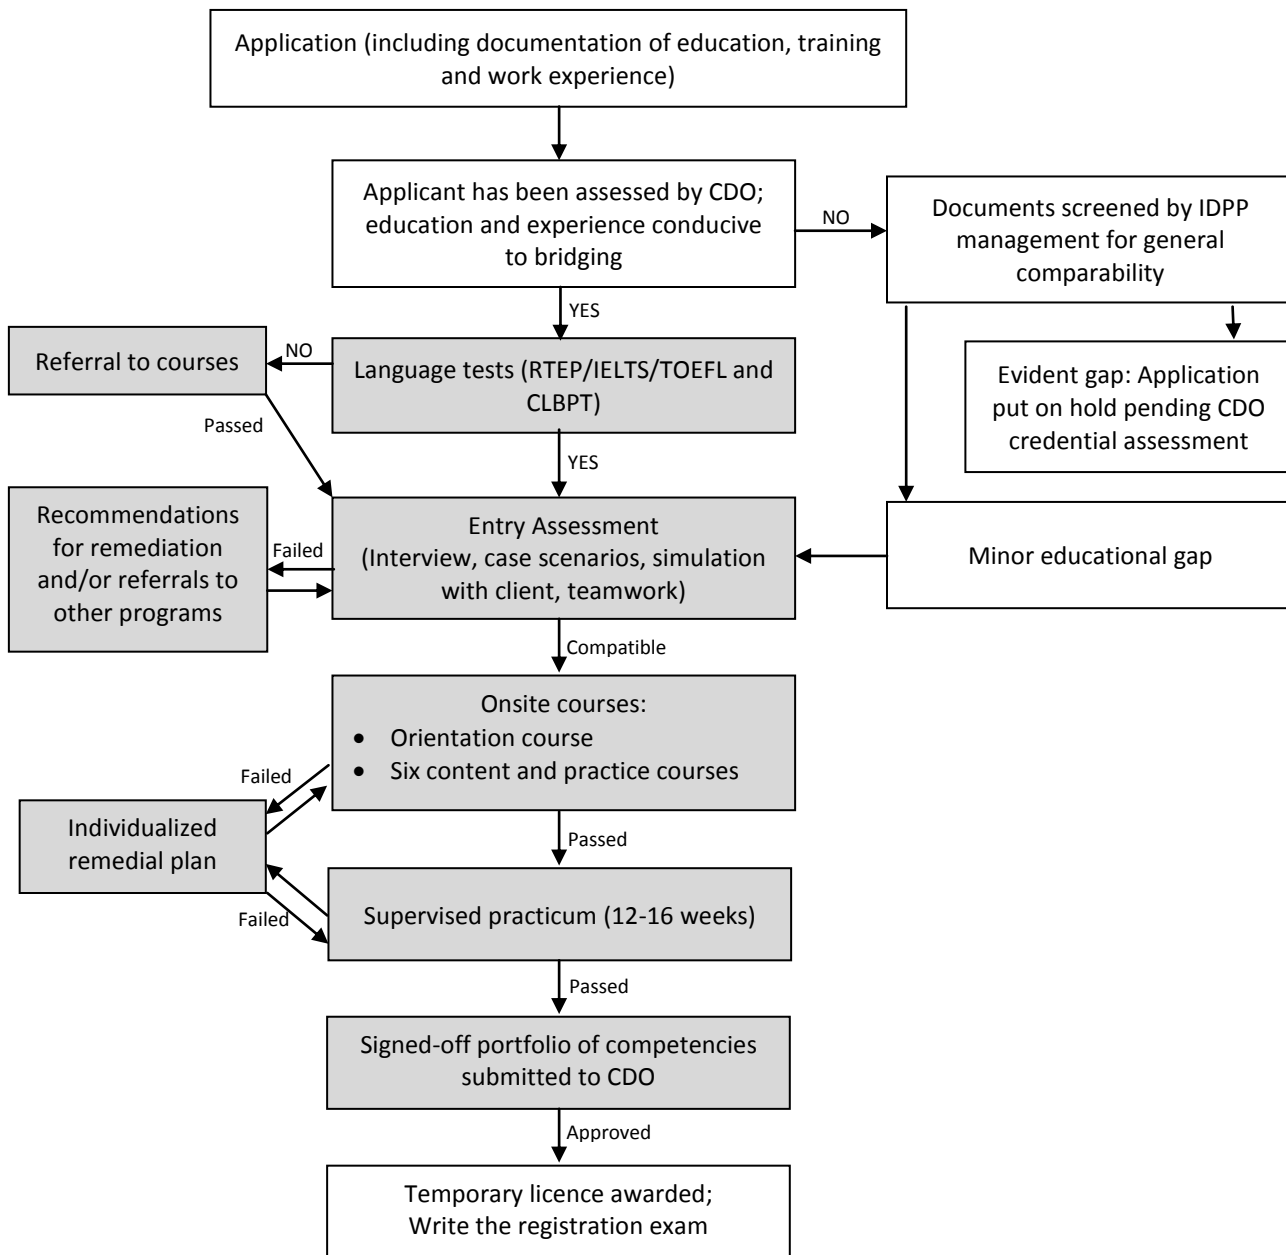 Application (including documentation of education, training
and work experience)
Applicant has been assessed by CDO;
education and experience conducive
to bridging
NO
Documents screened by IDPP
management for general
comparability
YES
Referral to courses
NO
Language tests (RTEP/IELTS/TOEFL and
CLBPT)
Evident gap: Application
put on hold pending CDO
credential assessment
Passed
YES
Recommendations
for remediation
and/or referrals to
other programs
Failed
Entry Assessment
(Interview, case scenarios, simulation
with client, teamwork)
Minor educational gap
Compatible
Onsite courses:
• Orientation course
• Six content and practice courses
Failed
Individualized
remedial plan
Passed
Failed
Supervised practicum (12-16 weeks)
Passed
Signed-off portfolio of competencies
submitted to CDO
Approved
Temporary licence awarded;
Write the registration exam